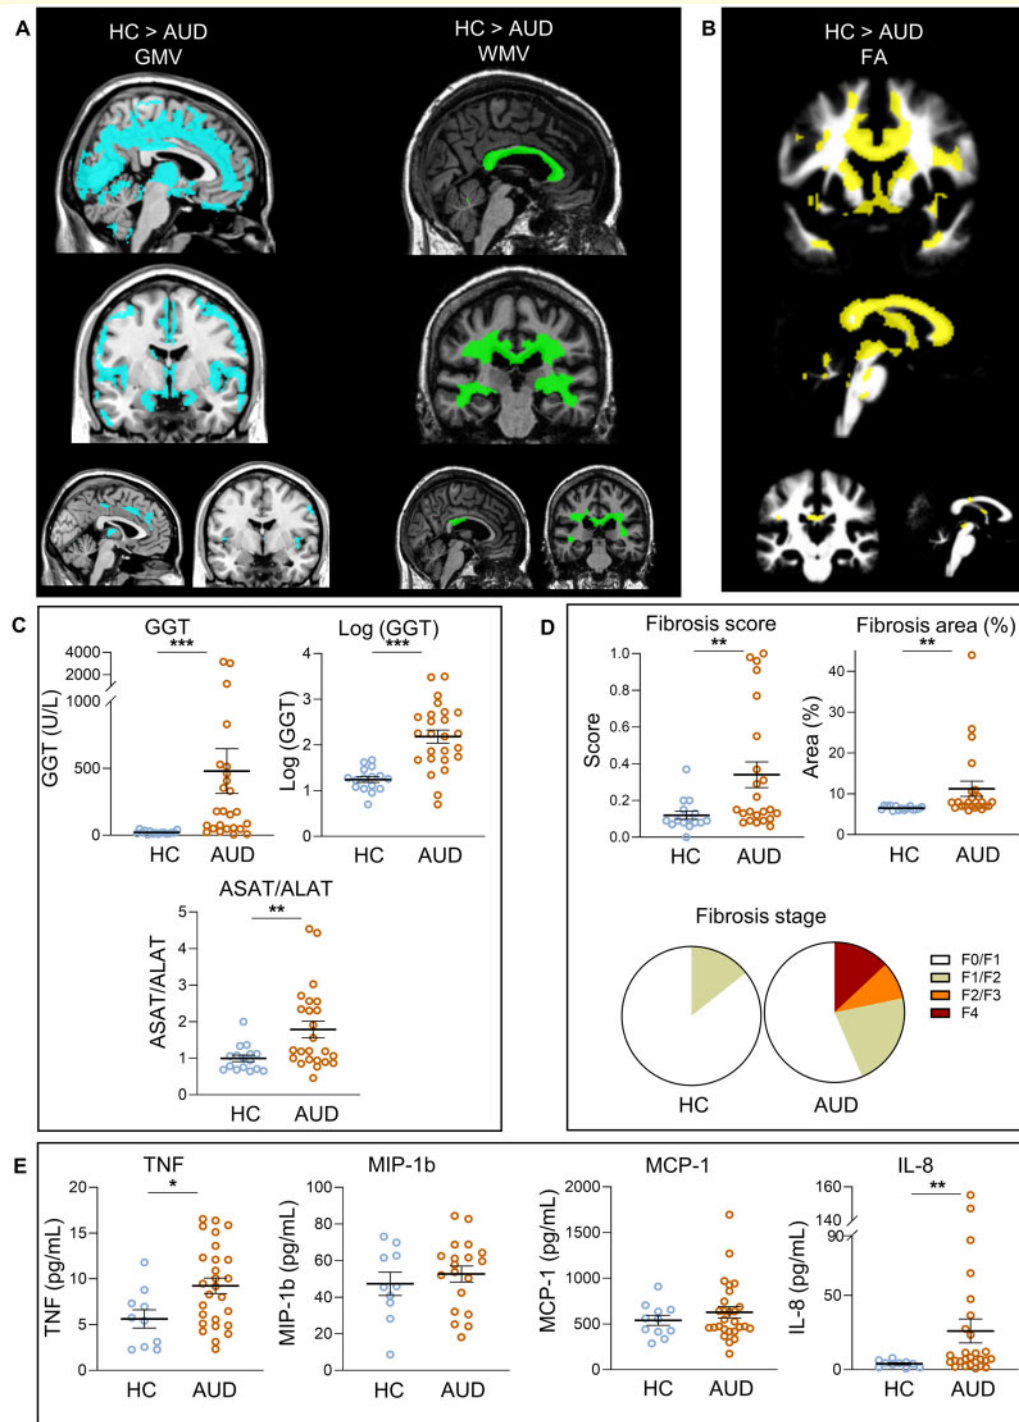 A
HC > AUD
GMV
HC > AUD
WMV
B
HC > AUD
FA
C
GGT
***
4000
2000
1000
500
0
GGT (U/L)
HC
AUD
Log (GGT)
***
4
3
2
1
0
Log (GGT)
HC
AUD
ASAT/ALAT
**
5
4
3
2
1
0
ASAT/ALAT
HC
AUD
D
Fibrosis score
**
1.0
0.8
0.6
0.4
0.2
0.0
Score
HC
AUD
Fibrosis area (%)
**
40
30
20
10
0
Area (%)
HC
AUD
Fibrosis stage
F0/F1
F1/F2
F2/F3
F4
HC
AUD
E
TNF
*
20
15
10
5
0
TNF (pg/mL)
HC
AUD
MIP-1b
100
80
60
40
20
0
MIP-1b (pg/mL)
HC
AUD
MCP-1
2000
1500
1000
500
0
MCP-1 (pg/mL)
HC
AUD
IL-8
**
160
140
90
50
0
IL-8 (pg/mL)
HC
AUD